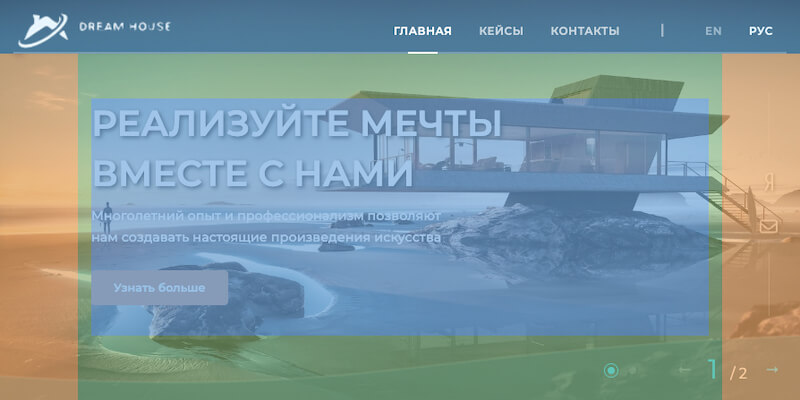 DREAM HOUSE
ГЛАВНАЯ КЕЙСЫ КОНТАКТЫ | EN РУС
РЕАЛИЗУЙТЕ МЕЧТЫ
ВМЕСТЕ С НАМИ
Многолетний опыт и профессионализм позволяют
нам создавать настоящие произведения искусства
Узнать больше
← 1 / 2 →